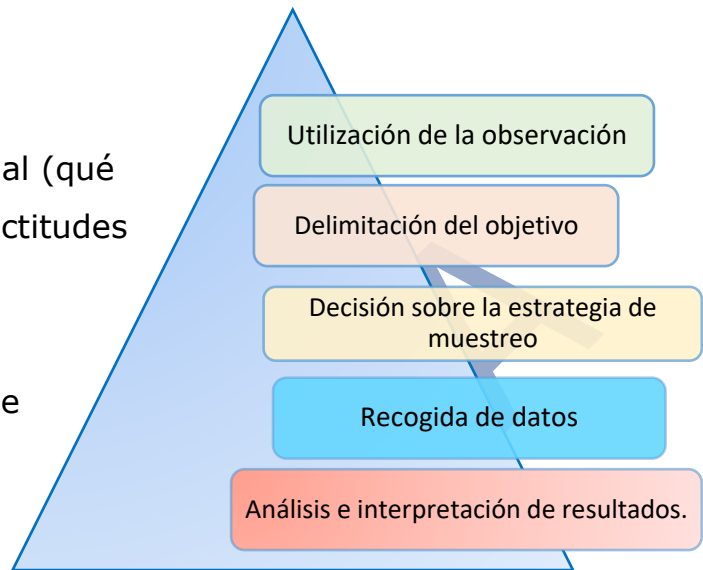 Utilización de la observación
al (qué
ctitudes
Delimitación del objetivo
Decisión sobre la estrategia de
muestreo
e
Recogida de datos
Análisis e interpretación de resultados.